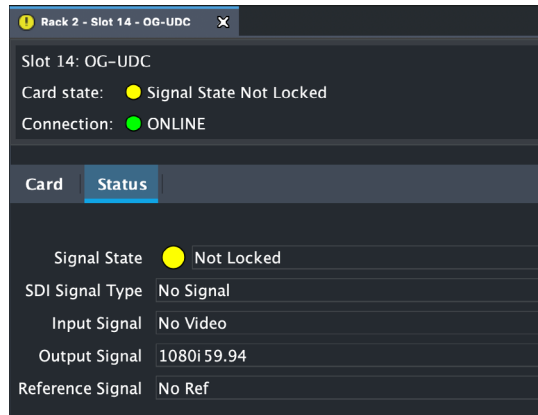 Rack 2 - Slot 14 - OG-UDC X
Slot 14: OG-UDC
Card state: Signal State Not Locked
Connection: ONLINE
Card Status
Signal State Not Locked
SDI Signal Type No Signal
Input Signal No Video
Output Signal 1080i59.94
Reference Signal No Ref